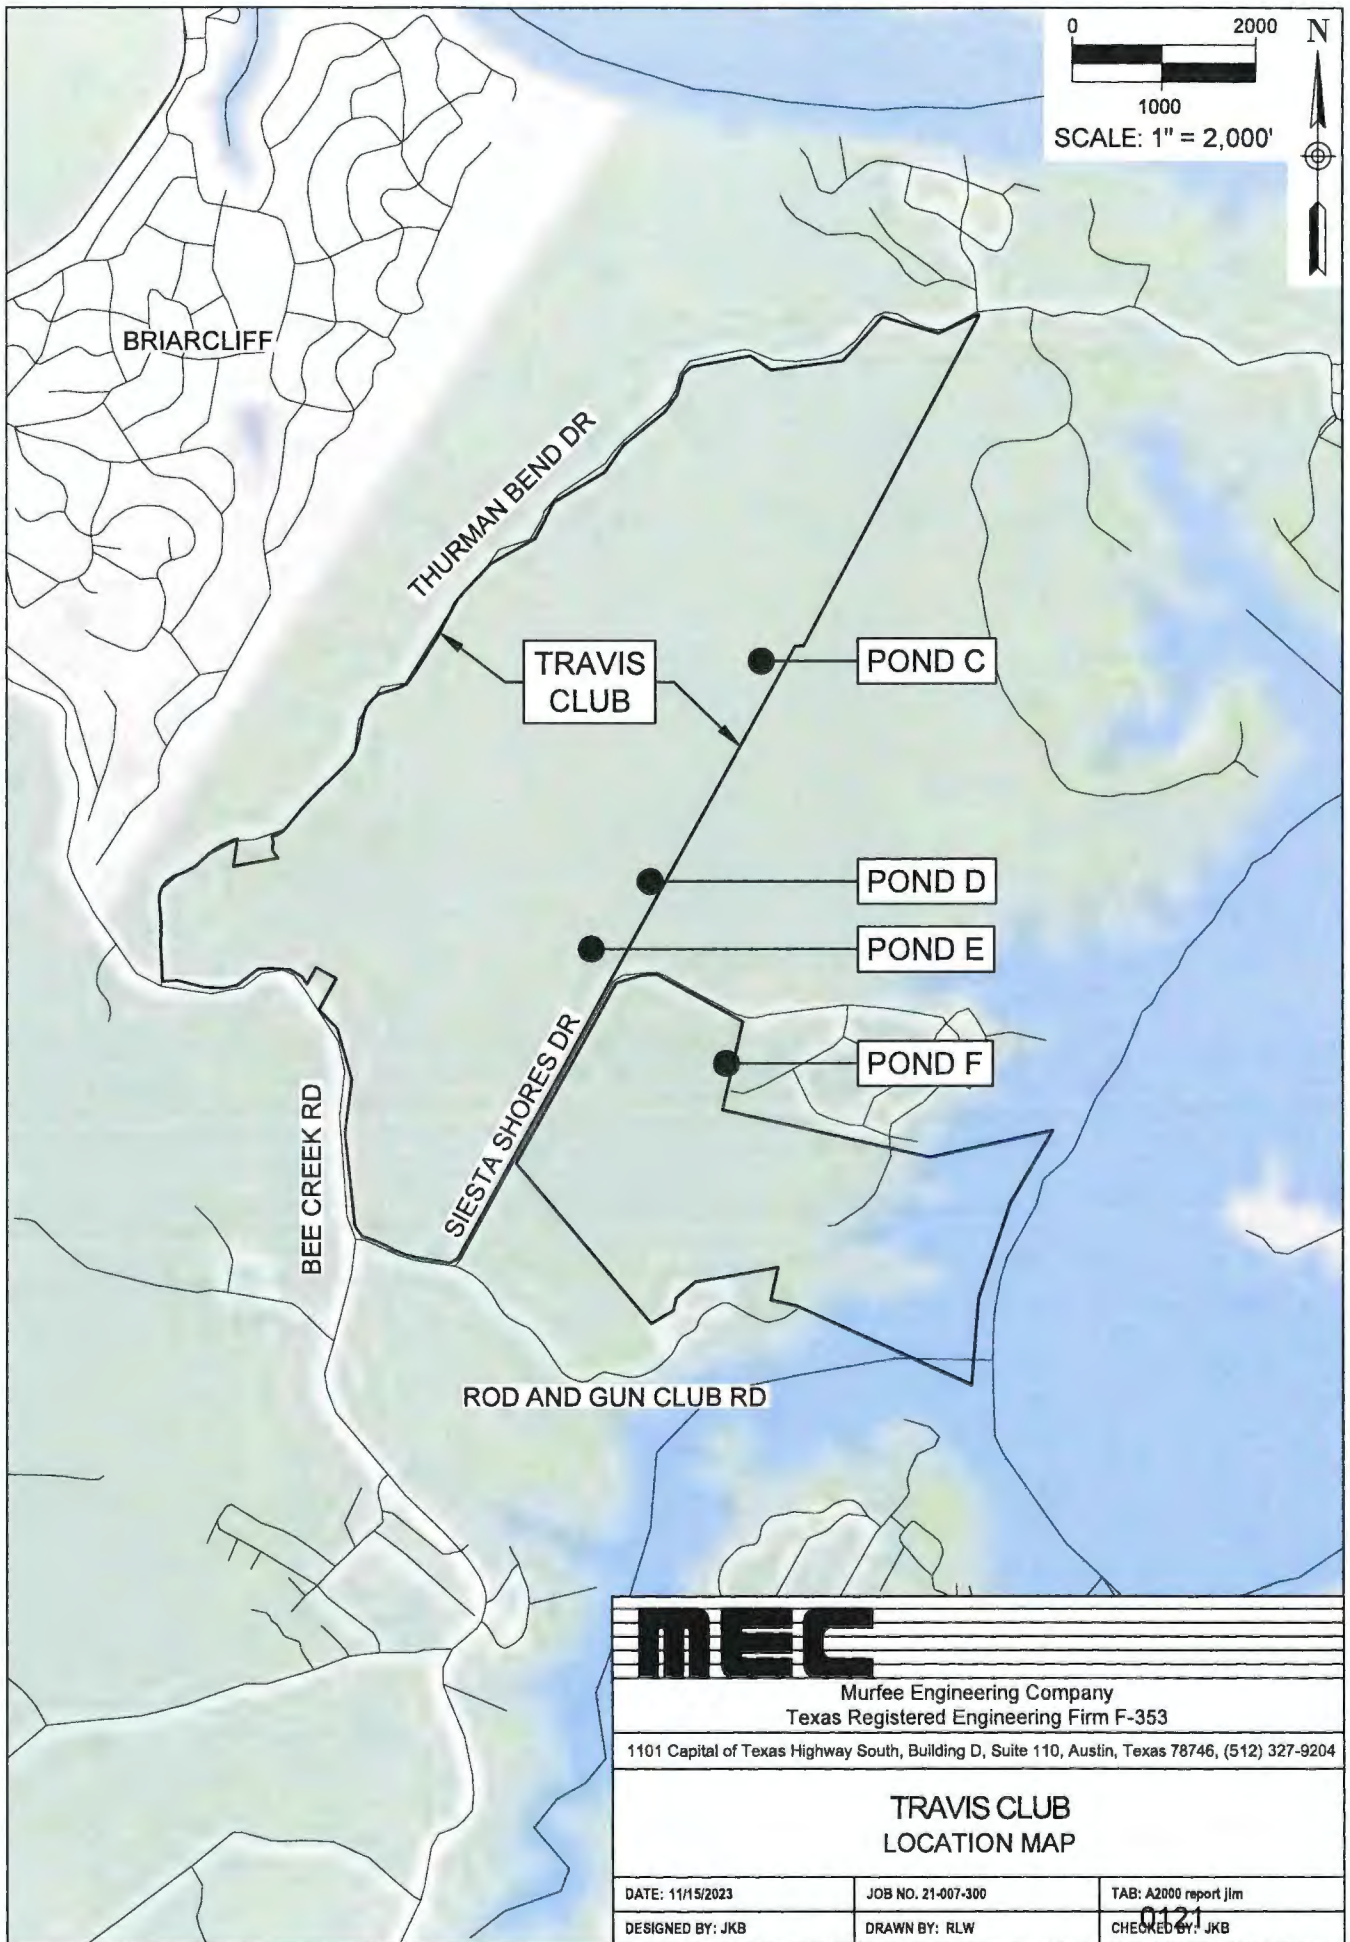 0 2000
1000
N
SCALE: 1" = 2,000'
BRIARCLIFF
THURMAN BEND DR
TRAVIS
CLUB
POND C
POND D
POND E
POND F
SIESTA SHORES DR
BEE CREEK RD
ROD AND GUN CLUB RD
MEC
Murfee Engineering Company
Texas Registered Engineering Firm F-353
1101 Capital of Texas Highway South, Building D, Suite 110, Austin, Texas 78746, (512) 327-9204
TRAVIS CLUB
LOCATION MAP
DATE: 11/15/2023 JOB NO. 21-007-300 TAB: A2000 report jim
0121
DESIGNED BY: JKB DRAWN BY: RLW CHECKED BY: JKB